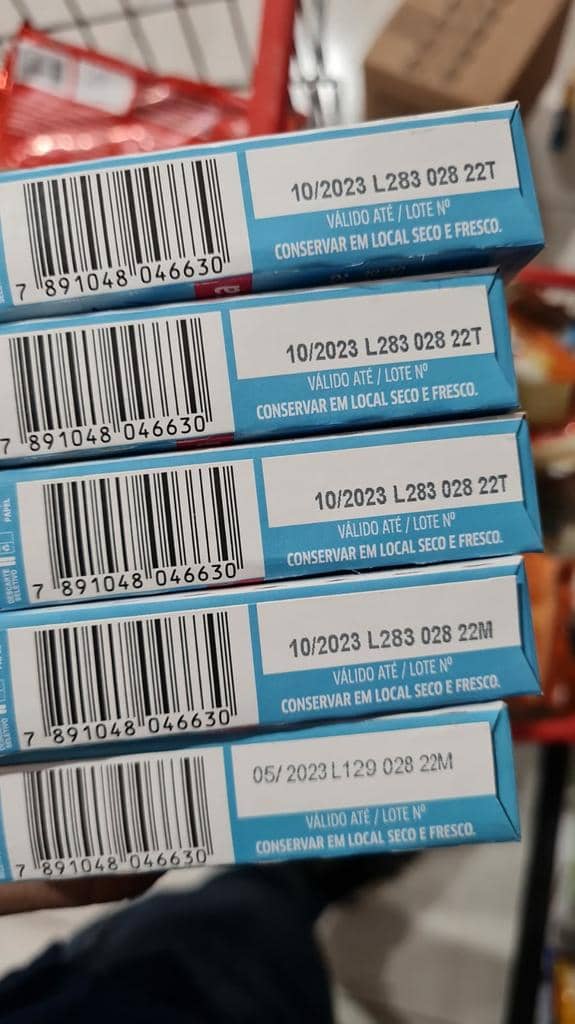 10/2023 L283 028 22T
VÁLIDO ATÉ / LOTE Nº
CONSERVAR EM LOCAL SECO E FRESCO.
7 891048 046630
10/2023 L283 028 22T
VÁLIDO ATÉ / LOTE Nº
CONSERVAR EM LOCAL SECO E FRESCO.
7 891048 046630
10/2023 L283 028 22T
VÁLIDO ATÉ / LOTE Nº
CONSERVAR EM LOCAL SECO E FRESCO.
7 891048 046630
DESCARTE
SELETIVO
PAPEL
10/2023 L283 028 22M
VÁLIDO ATÉ / LOTE Nº
CONSERVAR EM LOCAL SECO E FRESCO.
7 891048 046630
05/ 2023 L129 028 22M
VÁLIDO ATÉ / LOTE Nº
CONSERVAR EM LOCAL SECO E FRESCO.
7 891048 046630